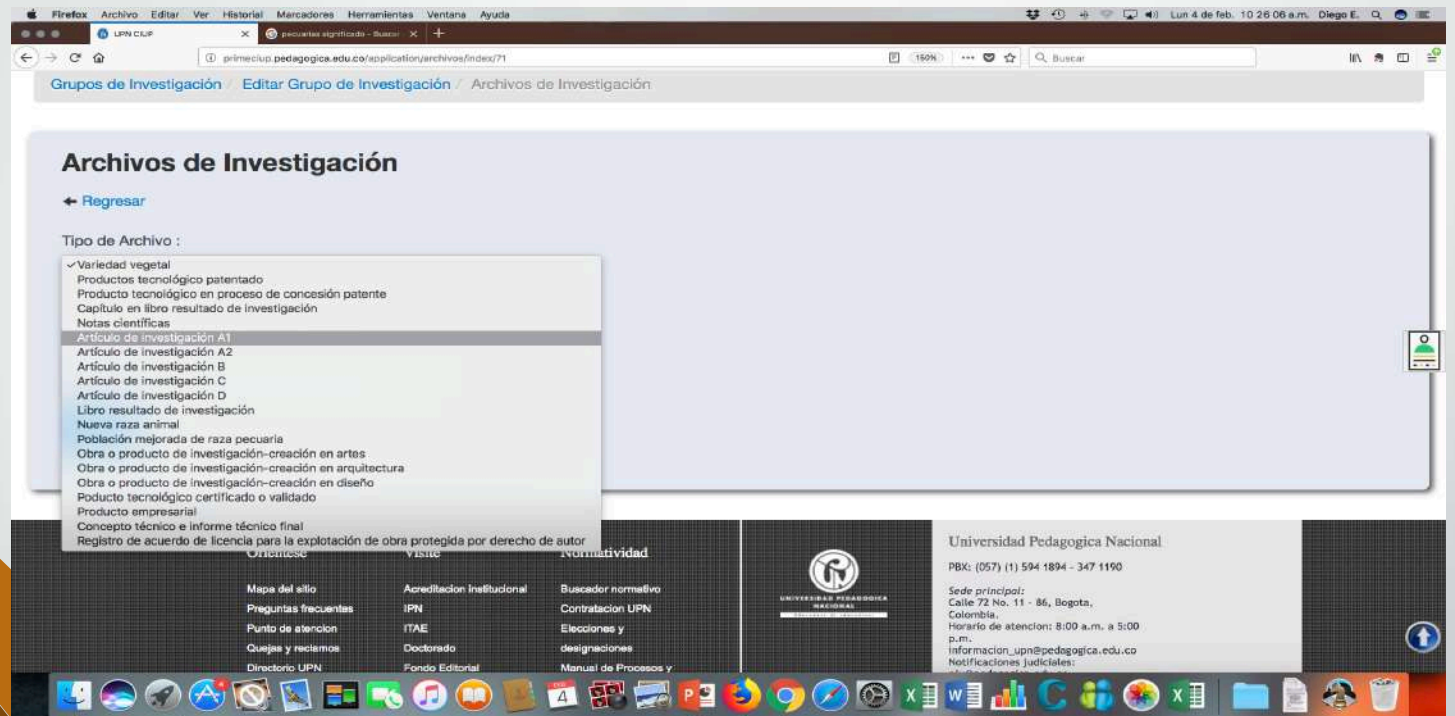 Firefox Archivo Editar Ver Historial Marcadores Herramientas Ventana Ayuda
Lun 4 de feb. 10 26 06 a.m. Diego E.
UPN CIUP
pecuarias significado - Buscar
primeciup.pedagogica.edu.co/application/archivos/index/71
150%
Buscar
Grupos de Investigación / Editar Grupo de Investigación / Archivos de Investigación
Archivos de Investigación
Regresar
Tipo de Archivo :
Variedad vegetal
Productos tecnológico patentado
Producto tecnológico en proceso de concesión patente
Capítulo en libro resultado de investigación
Notas científicas
Artículo de investigación A1
Artículo de investigación A2
Artículo de investigación B
Artículo de investigación C
Artículo de investigación D
Libro resultado de investigación
Nueva raza animal
Población mejorada de raza pecuaria
Obra o producto de investigación-creación en artes
Obra o producto de investigación-creación en arquitectura
Obra o producto de investigación-creación en diseño
Poducto tecnológico certificado o validado
Producto empresarial
Concepto técnico e informe técnico final
Registro de acuerdo de licencia para la explotación de obra protegida por derecho de autor
Orientese
Mapa del sitio
Preguntas frecuentes
Punto de atencion
Quejas y reclamos
Directorio UPN
Visite
Acreditacion institucional
IPN
ITAE
Doctorado
Fondo Editorial
Normatividad
Buscador normativo
Contratacion UPN
Elecciones y
designaciones
Manual de Procesos y
UNIVERSIDAD PEDAGOGICA
NACIONAL
Universidad Pedagogica Nacional
PBX: (057) (1) 594 1894 - 347 1190
Sede principal:
Calle 72 No. 11 - 86, Bogota,
Colombia.
Horario de atencion: 8:00 a.m. a 5:00
p.m.
informacion_upn@pedagogica.edu.co
Notificaciones judiciales:
4